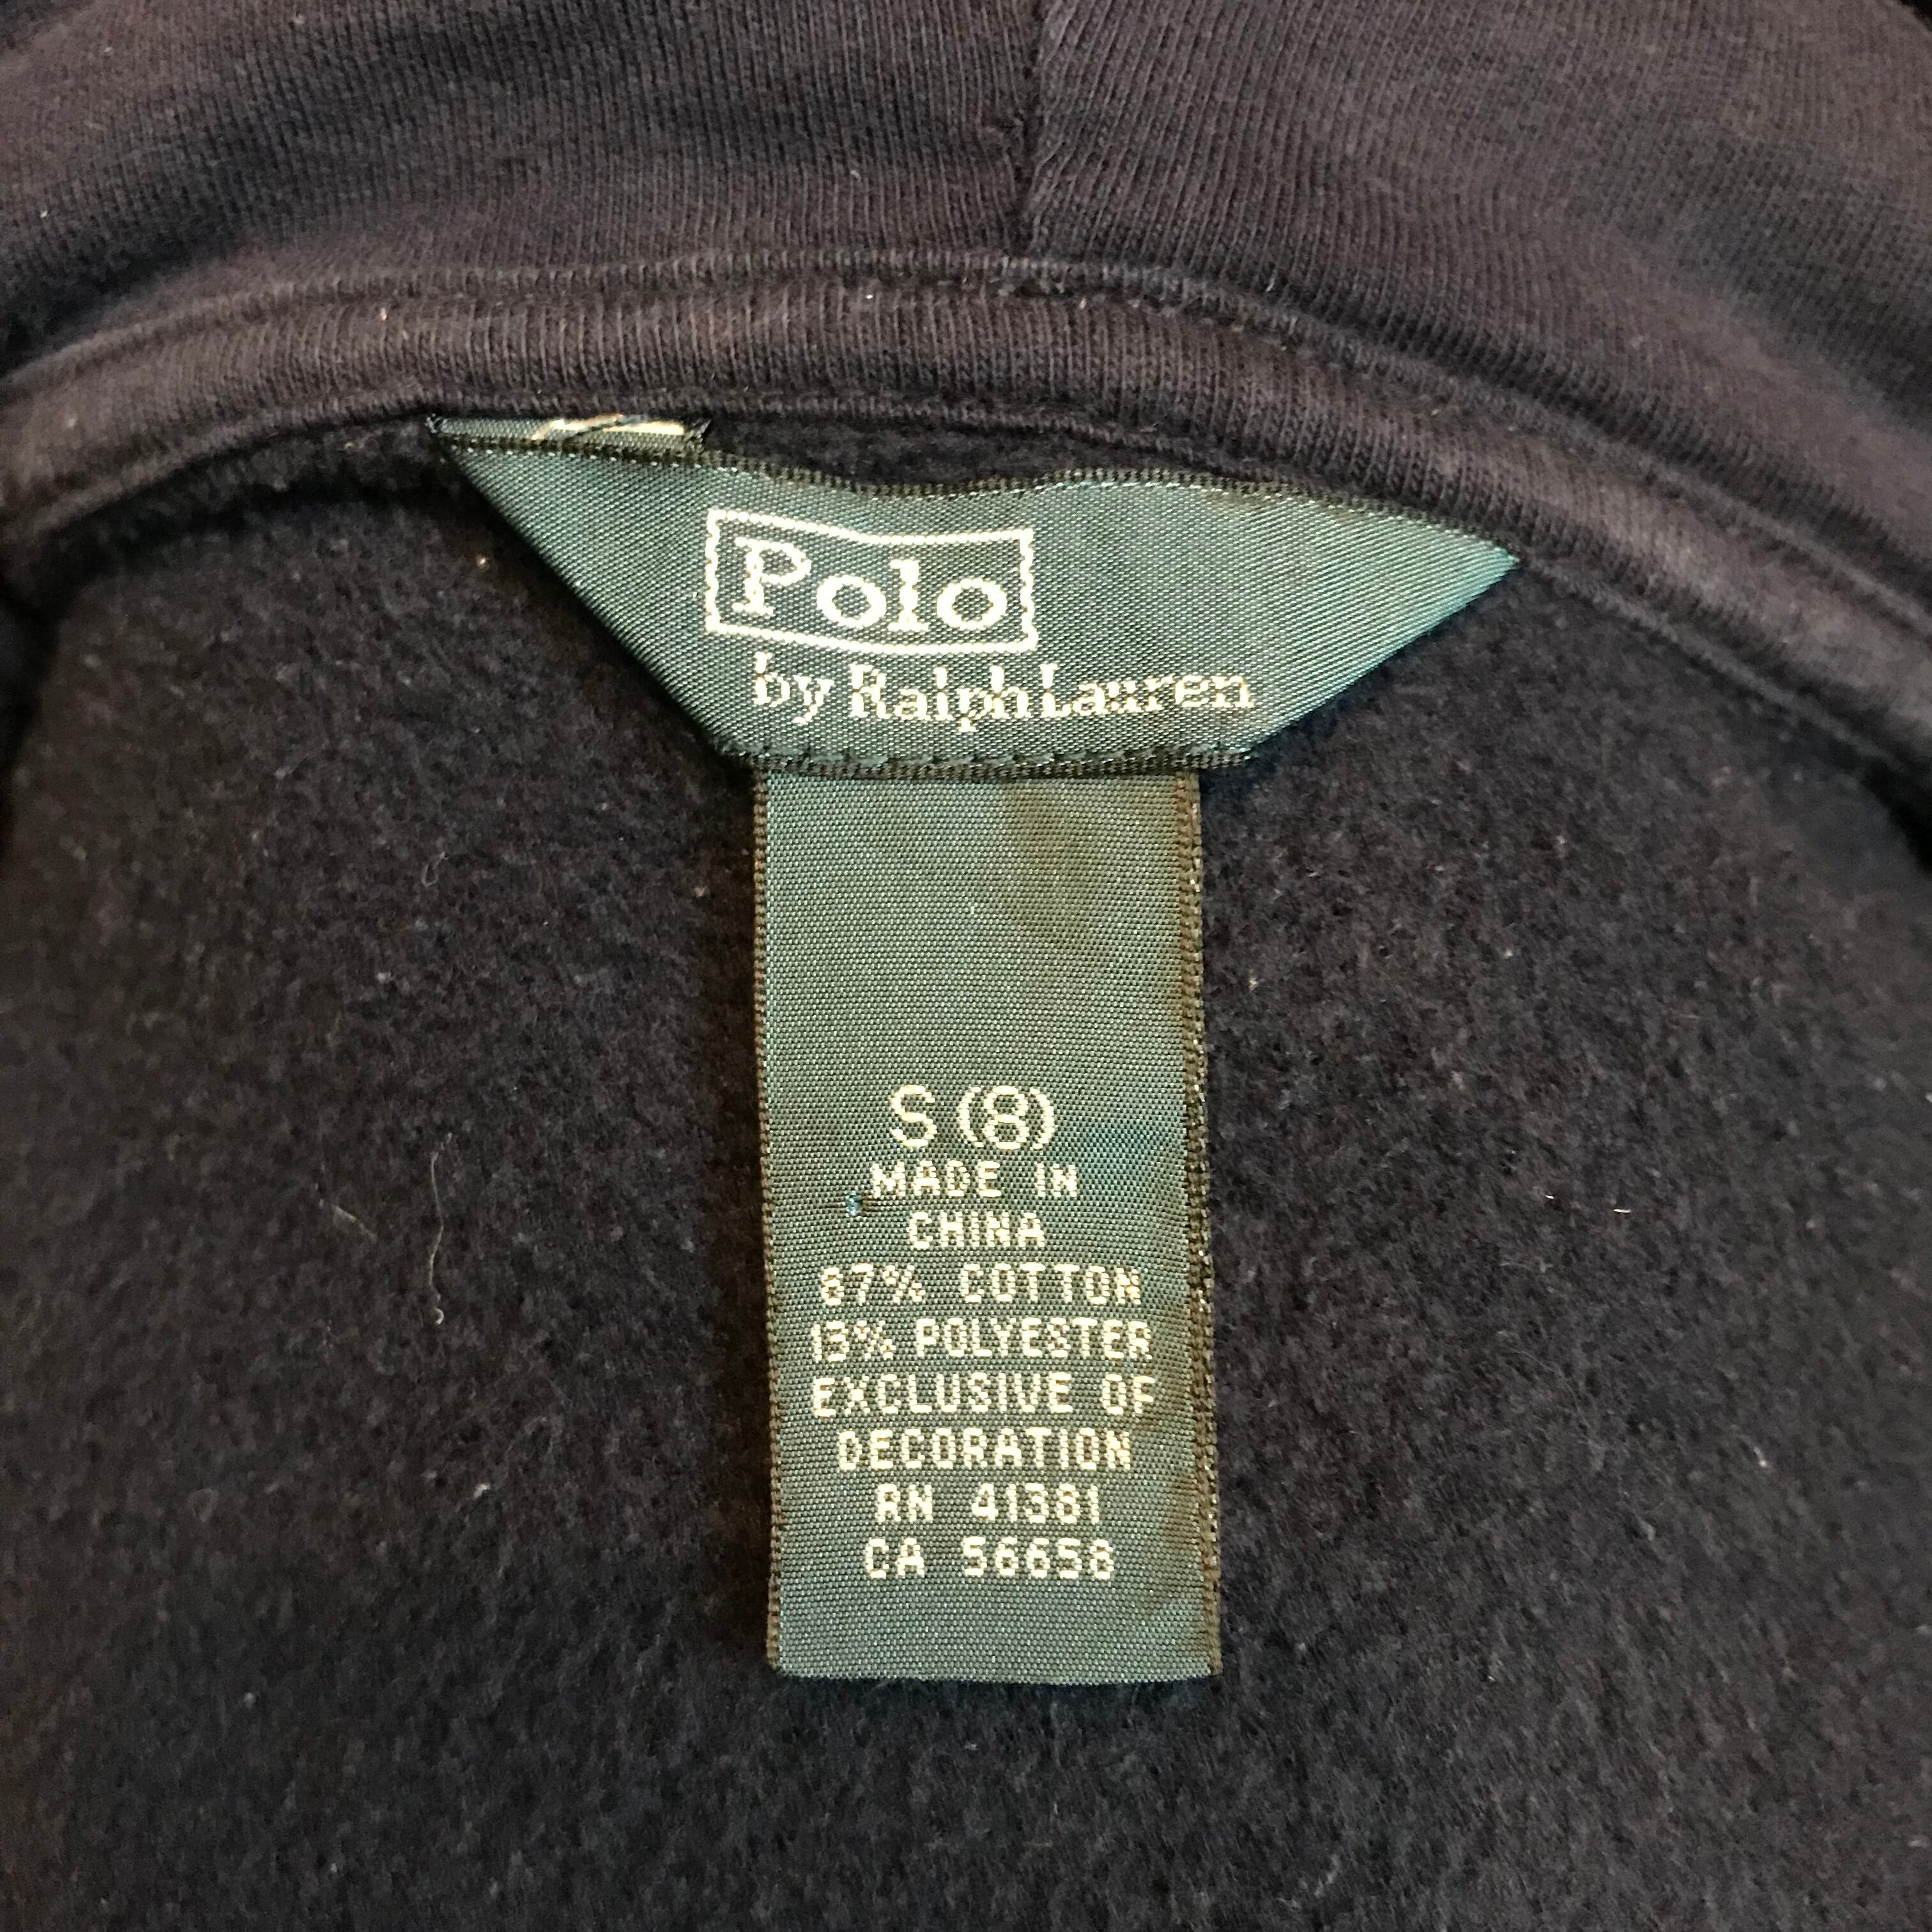 Polo
by Ralph Lauren
S (8)
MADE IN
CHINA
87% COTTON
13% POLYESTER
EXCLUSIVE OF
DECORATION
RN 41381
CA 56658